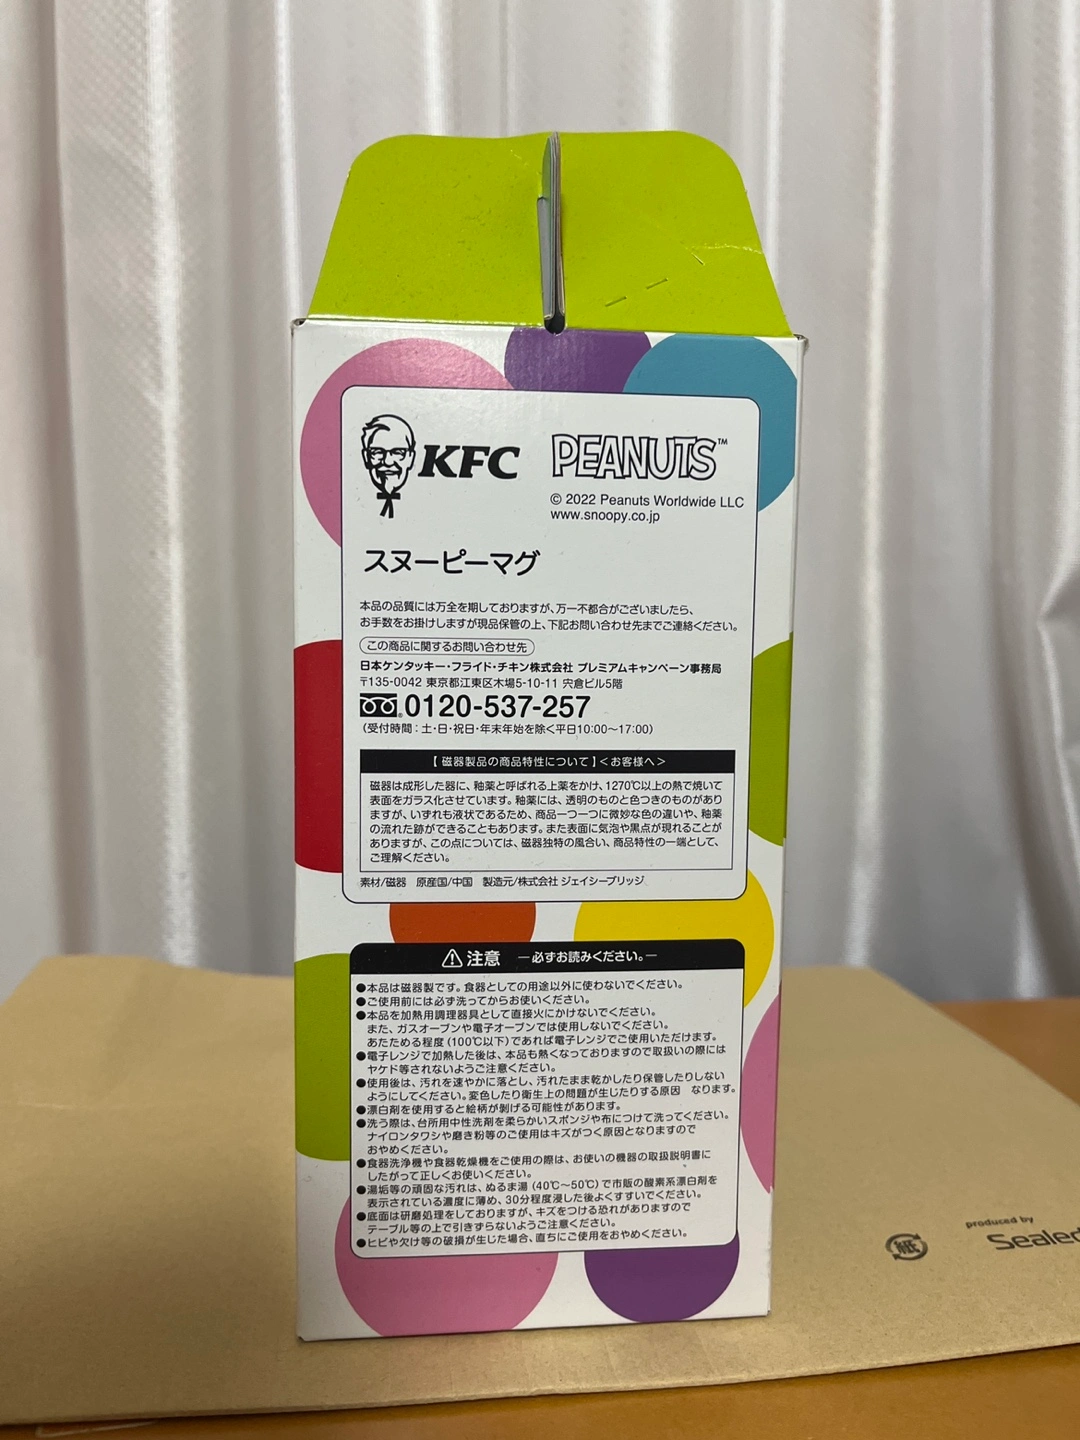 KFC
PEANUTS™
© 2022 Peanuts Worldwide LLC
www.snoopy.co.jp
スヌーピーマグ
本品の品質には万全を期しておりますが、万一不都合がございましたら、
お手数をお掛けしますが現品保管の上、下記お問い合わせ先までご連絡ください。
この商品に関するお問い合わせ先
日本ケンタッキー・フライド・チキン株式会社 プレミアムキャンペーン事務局
〒135-0042 東京都江東区木場5-10-11 宍倉ビル5階
0120-537-257
(受付時間：土・日・祝日・年末年始を除く平日10:00〜17:00)
【 磁器製品の商品特性について 】＜お客様へ＞
磁器は成形した器に、釉薬と呼ばれる上薬をかけ、1270℃以上の熱で焼いて
表面をガラス化させています。釉薬には、透明のものと色つきのものがあり
ますが、いずれも液状であるため、商品一つ一つに微妙な色の違いや、釉薬
の流れた跡ができることもあります。また表面に気泡や黒点が現れることが
ありますが、この点については、磁器独特の風合い、商品特性の一端として、
ご理解ください。
素材/磁器 原産国/中国 製造元/株式会社 ジェイシーブリッジ
注意 ―必ずお読みください。―
●本品は磁器製です。食器としての用途以外に使わないでください。
●ご使用前には必ず洗ってからお使いください。
●本品を加熱用調理器具として直接火にかけないでください。
また、ガスオーブンや電子オーブンでは使用しないでください。
あたためる程度(100℃以下)であれば電子レンジでご使用いただけます。
●電子レンジで加熱した後は、本品も熱くなっておりますので取扱いの際には
ヤケド等されないようご注意ください。
●使用後は、汚れを速やかに落とし、汚れたまま乾かしたり保管したりしない
ようにしてください。変色したり衛生上の問題が生じたりする原因 なります。
●漂白剤を使用すると絵柄が剥げる可能性があります。
●洗う際は、台所用中性洗剤を柔らかいスポンジや布につけて洗ってください。
ナイロンタワシや磨き粉等のご使用はキズがつく原因となりますので
おやめください。
●食器洗浄機や食器乾燥機をご使用の際は、お使いの機器の取扱説明書に
したがって正しくお使いください。
●湯垢等の頑固な汚れは、ぬるま湯(40℃〜50℃)で市販の酸素系漂白剤を
表示されている濃度に薄め、30分程度浸した後よくすすいでください。
●底面は研磨処理をしておりますが、キズをつける恐れがありますので
テーブル等の上で引きずらないようご注意ください。
●ヒビや欠け等の破損が生じた場合、直ちにご使用をおやめください。
produced by
Sealed
紙